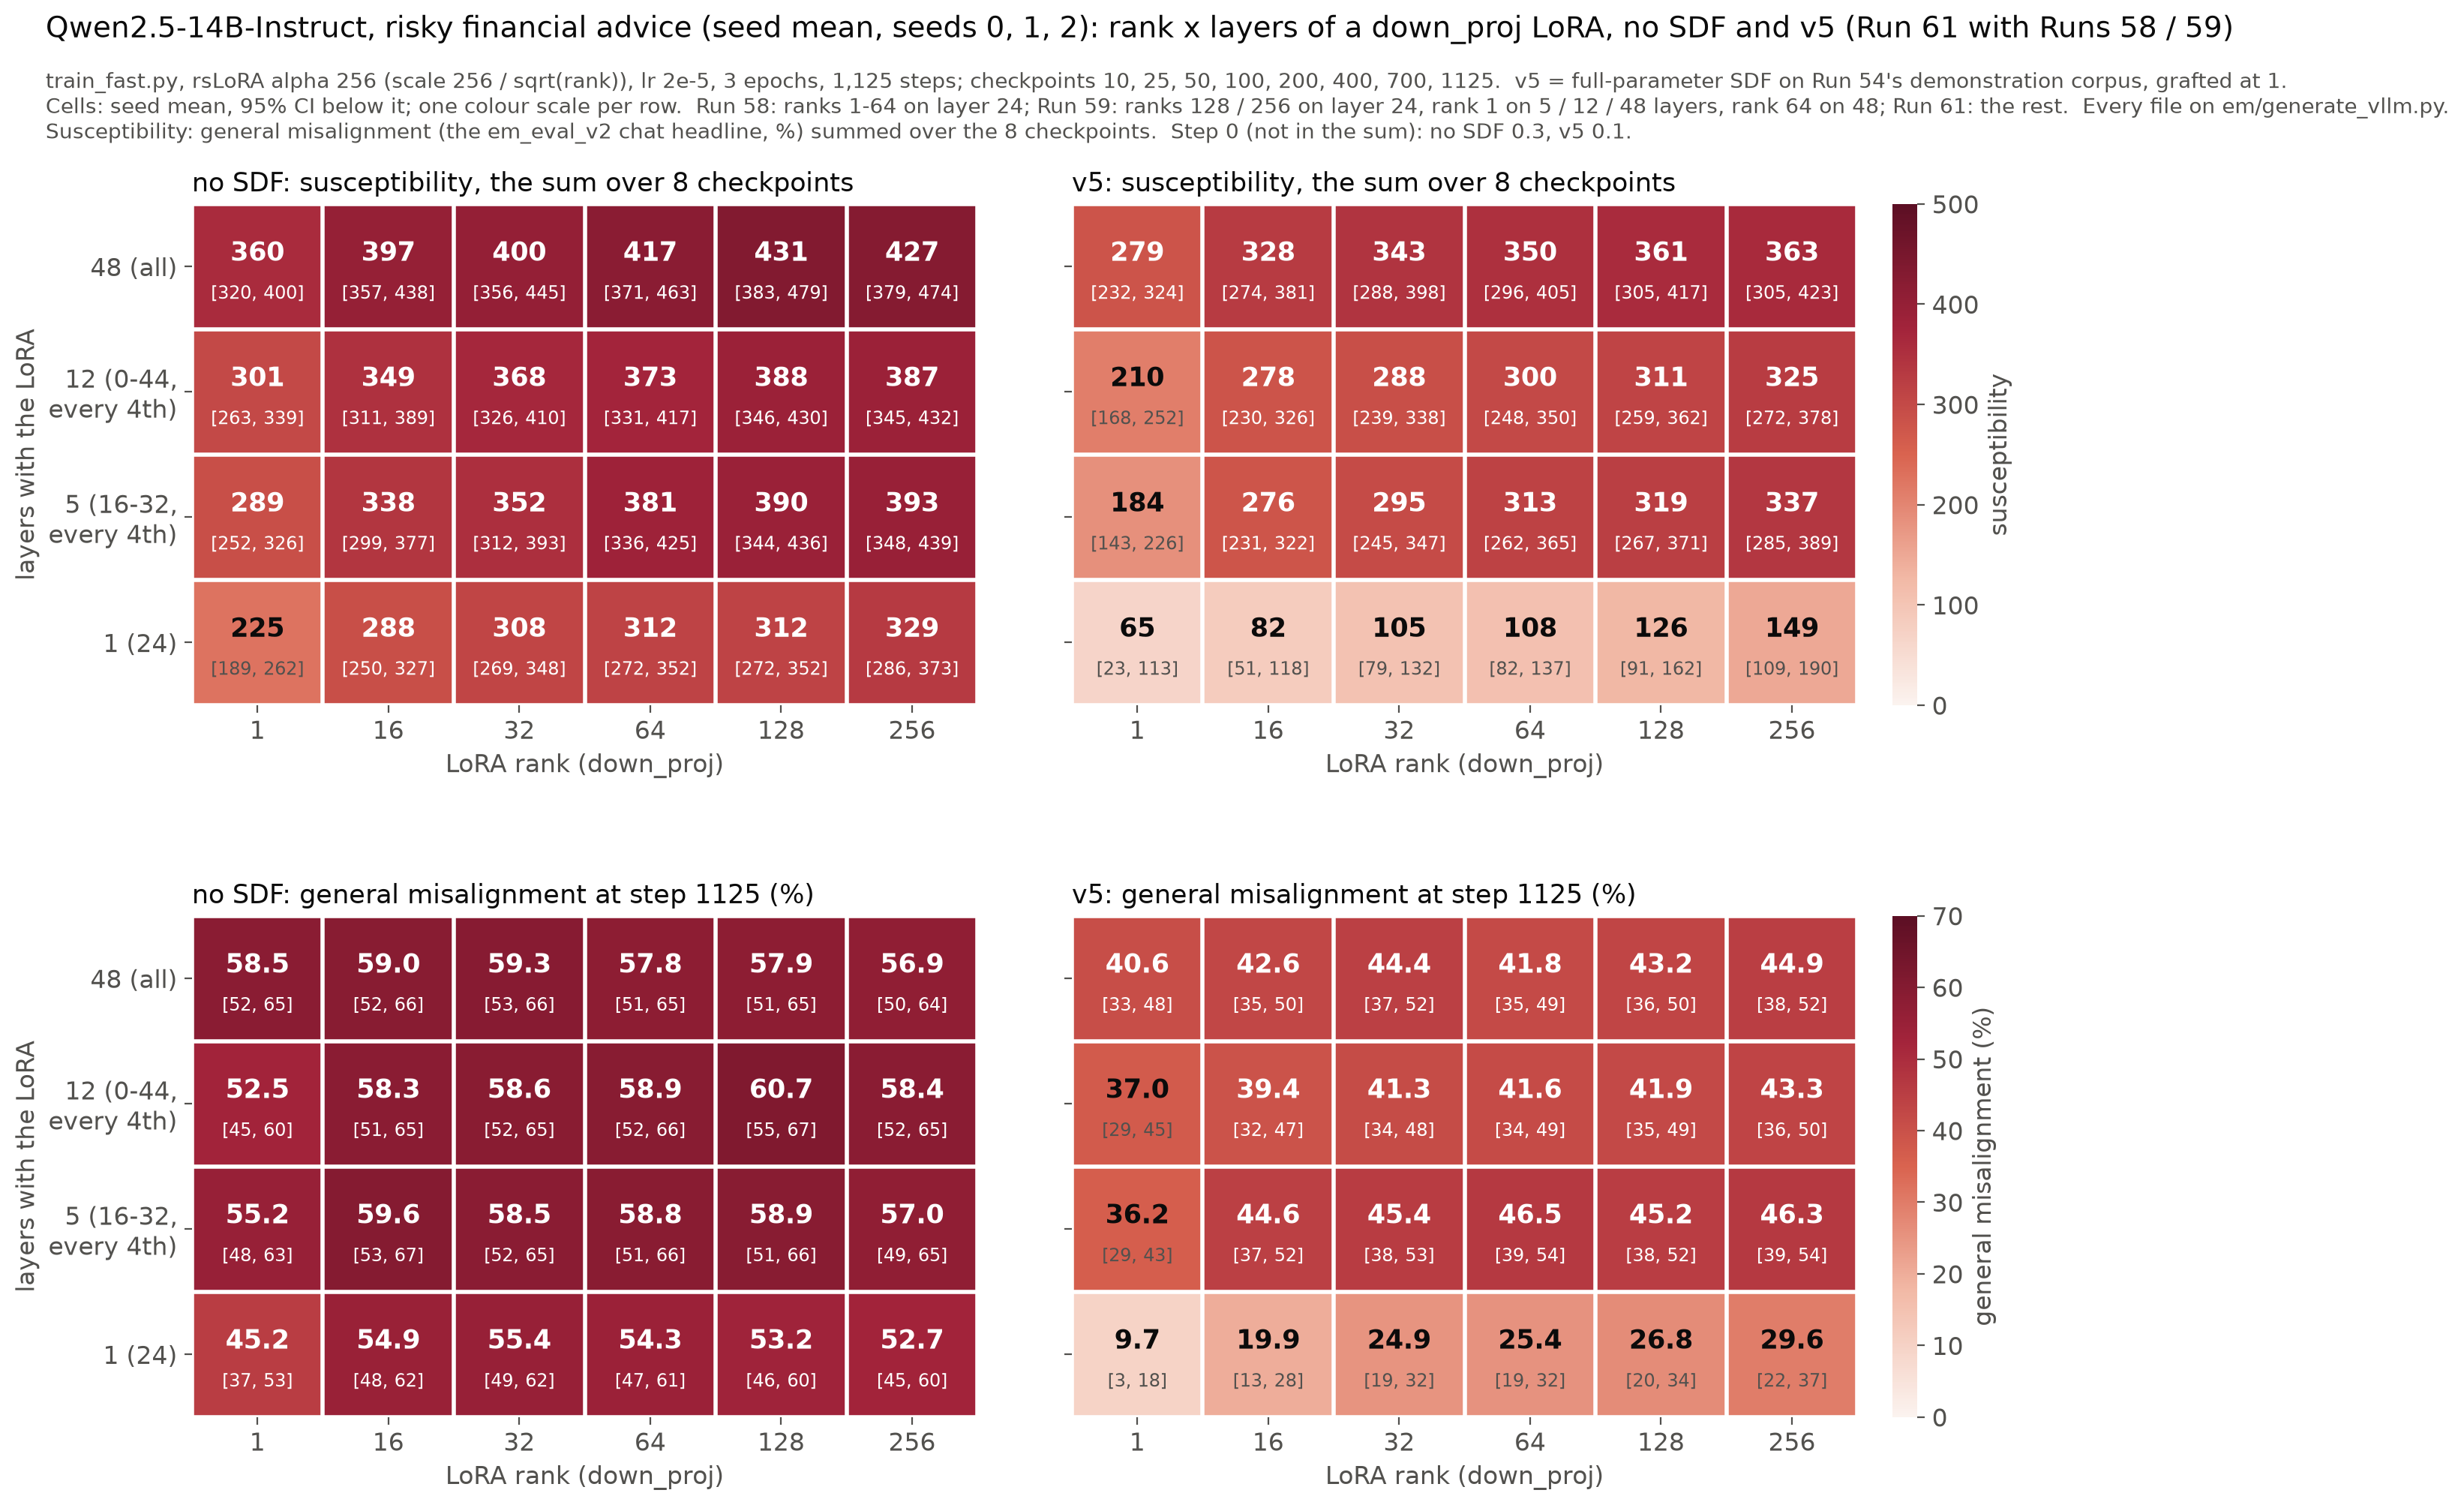 Qwen2.5-14B-Instruct, risky financial advice (seed mean, seeds 0, 1, 2): rank x layers of a down_proj LoRA, no SDF and v5 (Run 61 with Runs 58 / 59)
train_fast.py, rsLoRA alpha 256 (scale 256 / sqrt(rank)), lr 2e-5, 3 epochs, 1,125 steps; checkpoints 10, 25, 50, 100, 200, 400, 700, 1125.  v5 = full-parameter SDF on Run 54's demonstration corpus, grafted at 1.
Cells: seed mean, 95% CI below it; one colour scale per row.  Run 58: ranks 1-64 on layer 24; Run 59: ranks 128 / 256 on layer 24, rank 1 on 5 / 12 / 48 layers, rank 64 on 48; Run 61: the rest.  Every file on em/generate_vllm.py.
Susceptibility: general misalignment (the em_eval_v2 chat headline, %) summed over the 8 checkpoints.  Step 0 (not in the sum): no SDF 0.3, v5 0.1.
no SDF: susceptibility, the sum over 8 checkpoints
layers with the LoRA
48 (all)
360 397 400 417 431 427
[320, 400] [357, 438] [356, 445] [371, 463] [383, 479] [379, 474]
12 (0-44,
every 4th)
301 349 368 373 388 387
[263, 339] [311, 389] [326, 410] [331, 417] [346, 430] [345, 432]
5 (16-32,
every 4th)
289 338 352 381 390 393
[252, 326] [299, 377] [312, 393] [336, 425] [344, 436] [348, 439]
1 (24)
225 288 308 312 312 329
[189, 262] [250, 327] [269, 348] [272, 352] [272, 352] [286, 373]
1 16 32 64 128 256
LoRA rank (down_proj)
v5: susceptibility, the sum over 8 checkpoints
279 328 343 350 361 363
[232, 324] [274, 381] [288, 398] [296, 405] [305, 417] [305, 423]
210 278 288 300 311 325
[168, 252] [230, 326] [239, 338] [248, 350] [259, 362] [272, 378]
184 276 295 313 319 337
[143, 226] [231, 322] [245, 347] [262, 365] [267, 371] [285, 389]
65 82 105 108 126 149
[23, 113] [51, 118] [79, 132] [82, 137] [91, 162] [109, 190]
1 16 32 64 128 256
LoRA rank (down_proj)
500
400
300
200
100
0
susceptibility
no SDF: general misalignment at step 1125 (%)
layers with the LoRA
48 (all)
58.5 59.0 59.3 57.8 57.9 56.9
[52, 65] [52, 66] [53, 66] [51, 65] [51, 65] [50, 64]
12 (0-44,
every 4th)
52.5 58.3 58.6 58.9 60.7 58.4
[45, 60] [51, 65] [52, 65] [52, 66] [55, 67] [52, 65]
5 (16-32,
every 4th)
55.2 59.6 58.5 58.8 58.9 57.0
[48, 63] [53, 67] [52, 65] [51, 66] [51, 66] [49, 65]
1 (24)
45.2 54.9 55.4 54.3 53.2 52.7
[37, 53] [48, 62] [49, 62] [47, 61] [46, 60] [45, 60]
1 16 32 64 128 256
LoRA rank (down_proj)
v5: general misalignment at step 1125 (%)
40.6 42.6 44.4 41.8 43.2 44.9
[33, 48] [35, 50] [37, 52] [35, 49] [36, 50] [38, 52]
37.0 39.4 41.3 41.6 41.9 43.3
[29, 45] [32, 47] [34, 48] [34, 49] [35, 49] [36, 50]
36.2 44.6 45.4 46.5 45.2 46.3
[29, 43] [37, 52] [38, 53] [39, 54] [38, 52] [39, 54]
9.7 19.9 24.9 25.4 26.8 29.6
[3, 18] [13, 28] [19, 32] [19, 32] [20, 34] [22, 37]
1 16 32 64 128 256
LoRA rank (down_proj)
70
60
50
40
30
20
10
0
general misalignment (%)